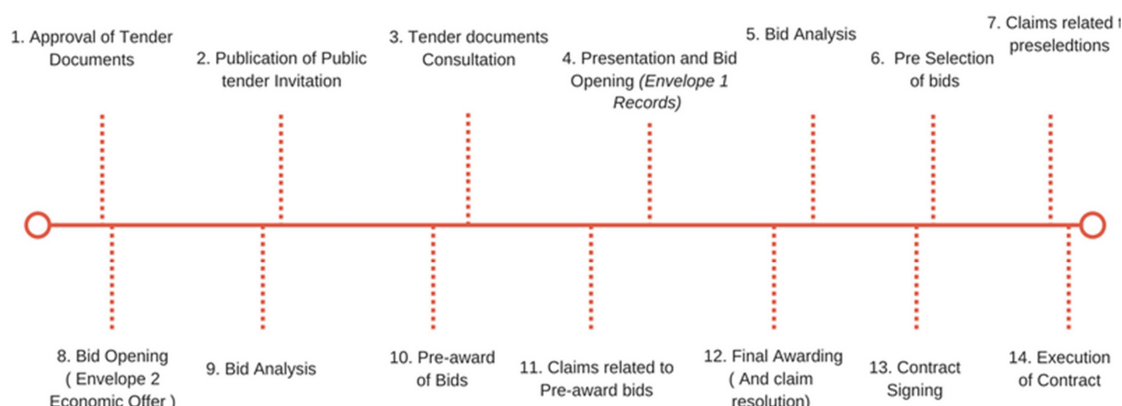 1. Approval of Tender
Documents
2. Publication of Public
tender Invitation
3. Tender documents
Consultation
4. Presentation and Bid
Opening (Envelope 1
Records)
5. Bid Analysis
6. Pre Selection
of bids
7. Claims related t
preseledtions
8. Bid Opening
( Envelope 2
Economic Offer )
9. Bid Analysis
10. Pre-award
of Bids
11. Claims related to
Pre-award bids
12. Final Awarding
( And claim
resolution)
13. Contract
Signing
14. Execution
of Contract